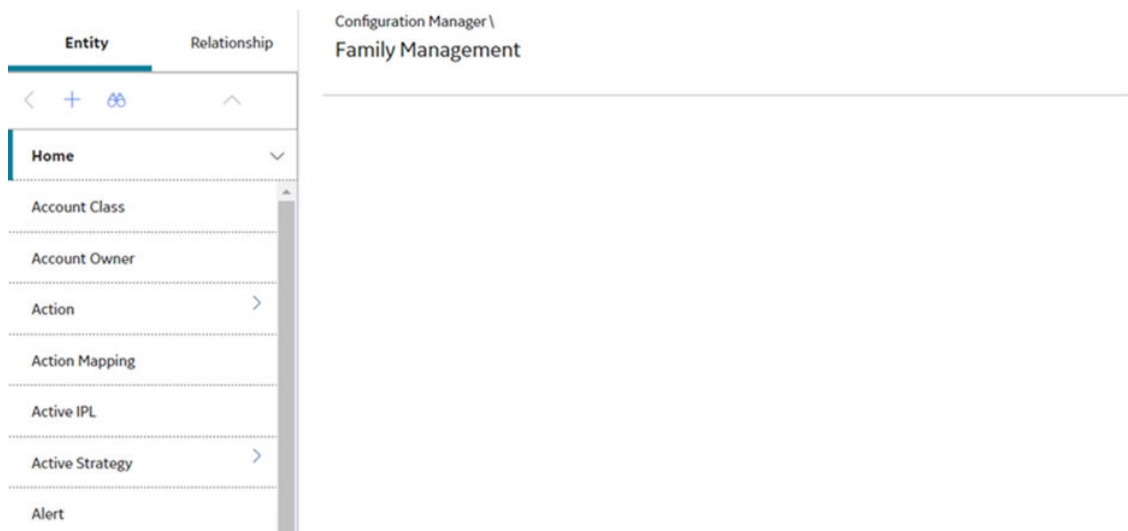 Entity Relationship
Home
Account Class
Account Owner
Action
Action Mapping
Active IPL
Active Strategy
Alert
Configuration Manager\
Family Management